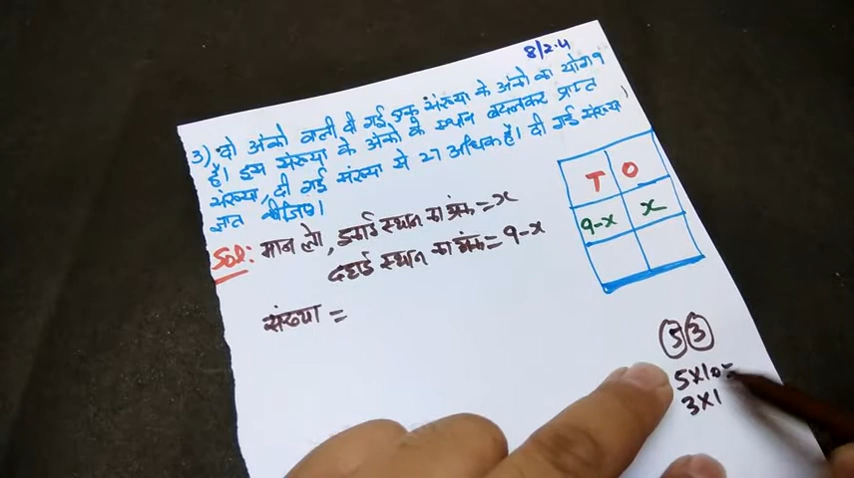 8/2.4
3). दो अंको वाली दी गई एक संख्या के अंको का योग 9
है। इस संख्या के अंको के स्थान बदलकर प्राप्त
संख्या, दी गई संख्या से 27 अधिक है। दी गई संख्या
ज्ञात कीजिए।
Sol: मान लो, इकाई स्थान का अंक = x
दहाई स्थान का अंक = 9-x
संख्या =
T O
9-x x
53
5×10=
3×1